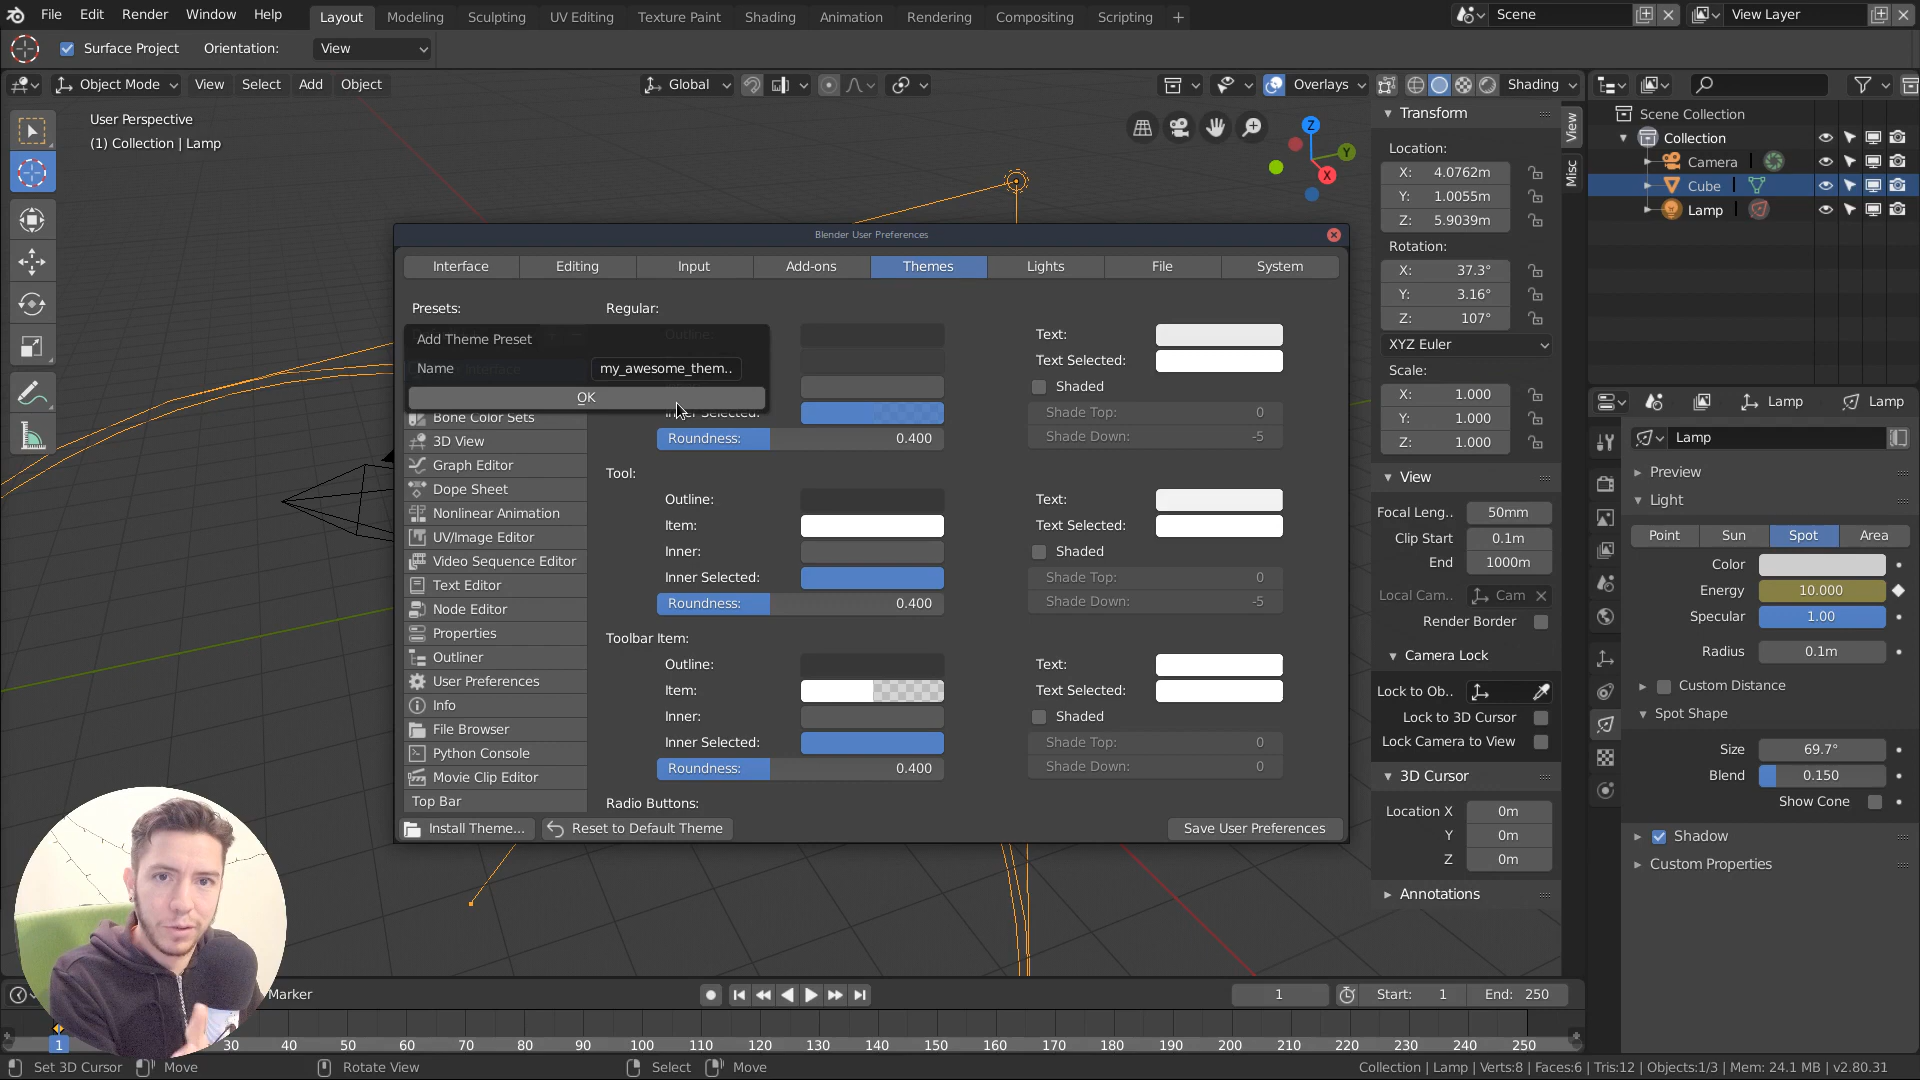 File Edit Render Window Help Layout Modeling Sculpting UV Editing Texture Paint Shading Animation Rendering Compositing Scripting + Scene View Layer
Surface Project Orientation: View
Object Mode View Select Add Object Global Overlays Shading
User Perspective
(1) Collection | Lamp
Z
Y
X
Transform
Location:
X: 4.0762m
Y: 1.0055m
Z: 5.9039m
Rotation:
X: 37.3°
Y: 3.16°
Z: 107°
XYZ Euler
Scale:
X: 1.000
Y: 1.000
Z: 1.000
View
Focal Leng.. 50mm
Clip Start 0.1m
End 1000m
Local Cam.. Cam
Render Border
Camera Lock
Lock to Ob..
Lock to 3D Cursor
Lock Camera to View
3D Cursor
Location X 0m
Y 0m
Z 0m
Annotations
View
Misc
Scene Collection
Collection
Camera
Cube
Lamp
Lamp Lamp
Lamp
Preview
Light
Point Sun Spot Area
Color
Energy 10.000
Specular 1.00
Radius 0.1m
Custom Distance
Spot Shape
Size 69.7°
Blend 0.150
Show Cone
Shadow
Custom Properties
Blender User Preferences
Interface Editing Input Add-ons Themes Lights File System
Presets:
Add Theme Preset
Name my_awesome_them..
OK
Bone Color Sets
3D View
Graph Editor
Dope Sheet
Nonlinear Animation
UV/Image Editor
Video Sequence Editor
Text Editor
Node Editor
Properties
Outliner
User Preferences
Info
File Browser
Python Console
Movie Clip Editor
Top Bar
Regular:
Outline:
Inner Selected:
Roundness: 0.400
Text:
Text Selected:
Shaded
Shade Top: 0
Shade Down: -5
Tool:
Outline:
Item:
Inner:
Inner Selected:
Roundness: 0.400
Text:
Text Selected:
Shaded
Shade Top: 0
Shade Down: -5
Toolbar Item:
Outline:
Item:
Inner:
Inner Selected:
Roundness: 0.400
Text:
Text Selected:
Shaded
Shade Top: 0
Shade Down: 0
Radio Buttons:
Install Theme... Reset to Default Theme Save User Preferences
Marker 1 Start: 1 End: 250
1 30 40 50 60 70 80 90 100 110 120 130 140 150 160 170 180 190 200 210 220 230 240 250
Set 3D Cursor Move Rotate View Select Move Collection | Lamp | Verts:8 | Faces:6 | Tris:12 | Objects:1/3 | Mem: 24.1 MB | v2.80.31